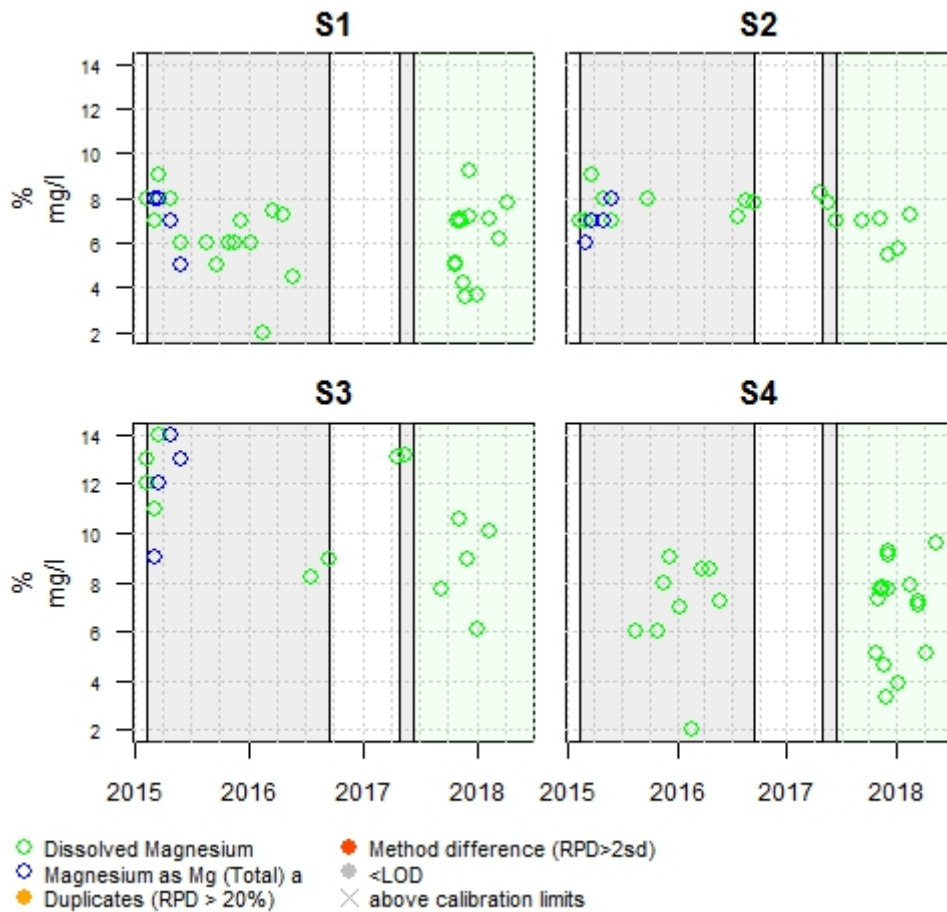 S1
S2
14
12
10
8
6
4
2
%
mg/l
S3
S4
14
12
10
8
6
4
2
%
mg/l
2015 2016 2017 2018
2015 2016 2017 2018
Dissolved Magnesium
Magnesium as Mg (Total) a
Duplicates (RPD > 20%)
Method difference (RPD>2sd)
<LOD
above calibration limits